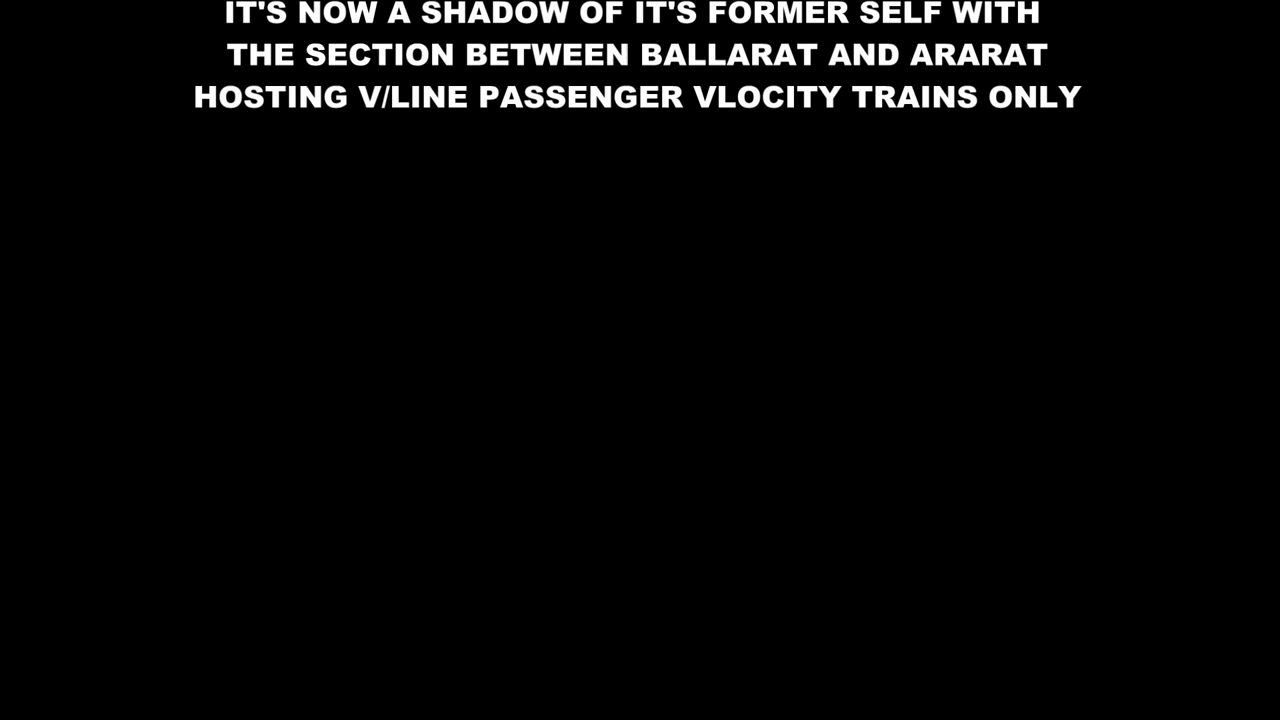 IT'S NOW A SHADOW OF IT'S FORMER SELF WITH
THE SECTION BETWEEN BALLARAT AND ARARAT
HOSTING V/LINE PASSENGER VLOCITY TRAINS ONLY